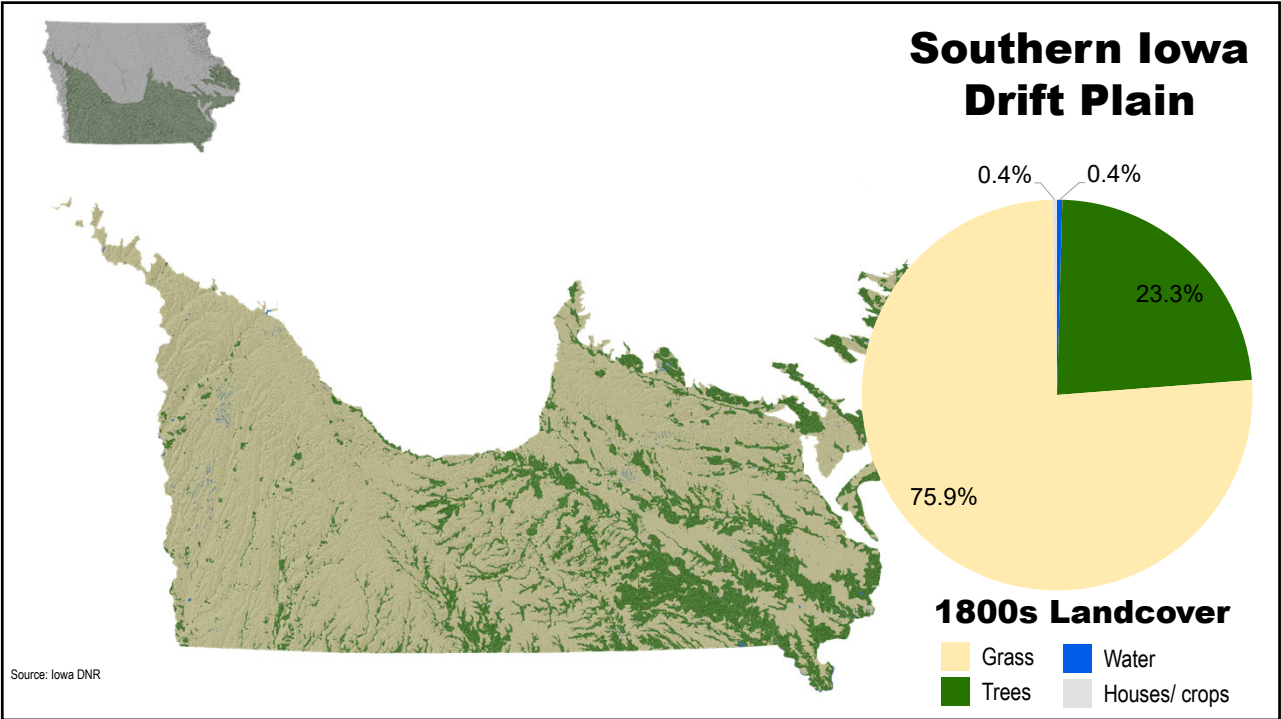 Southern Iowa
Drift Plain
0.4%
0.4%
23.3%
75.9%
1800s Landcover
Grass
Water
Trees
Houses/ crops
Source: Iowa DNR